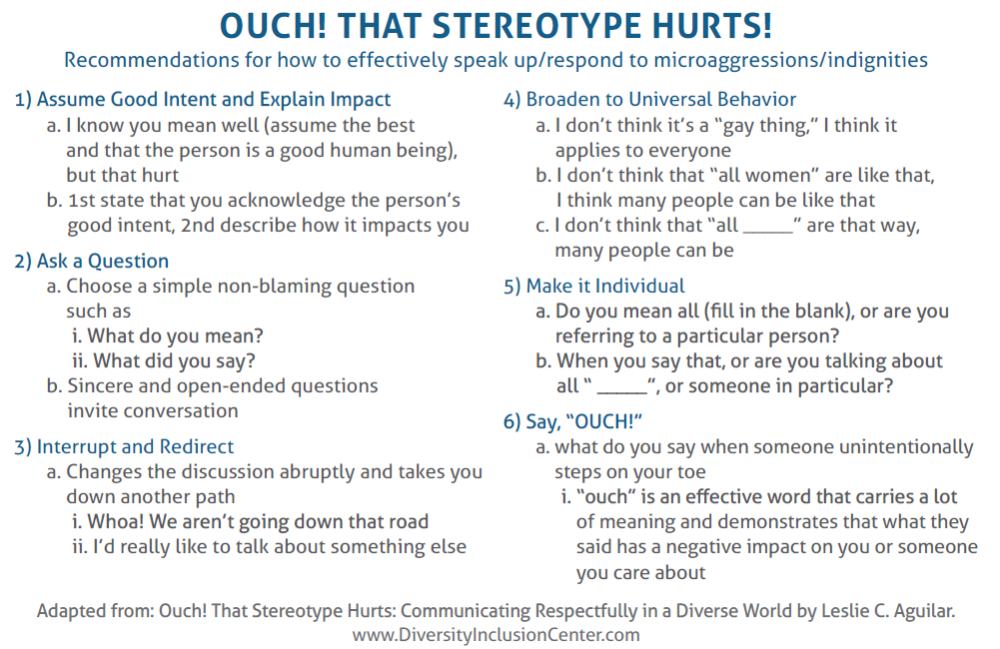 OUCH! THAT STEREOTYPE HURTS!
Recommendations for how to effectively speak up/respond to microaggressions/indignities
1) Assume Good Intent and Explain Impact
a. I know you mean well (assume the best
and that the person is a good human being),
but that hurt
b. 1st state that you acknowledge the person's
good intent, 2nd describe how it impacts you
2) Ask a Question
a. Choose a simple non-blaming question
such as
i. What do you mean?
ii. What did you say?
b. Sincere and open-ended questions
invite conversation
3) Interrupt and Redirect
a. Changes the discussion abruptly and takes you
down another path
i. Whoa! We aren't going down that road
ii. I'd really like to talk about something else
4) Broaden to Universal Behavior
a. I don't think it's a “gay thing,” I think it
applies to everyone
b. I don't think that “all women” are like that,
I think many people can be like that
c. I don't think that “all _____” are that way,
many people can be
5) Make it Individual
a. Do you mean all (fill in the blank), or are you
referring to a particular person?
b. When you say that, or are you talking about
all “ _____”, or someone in particular?
6) Say, “OUCH!”
a. what do you say when someone unintentionally
steps on your toe
i. “ouch” is an effective word that carries a lot
of meaning and demonstrates that what they
said has a negative impact on you or someone
you care about
Adapted from: Ouch! That Stereotype Hurts: Communicating Respectfully in a Diverse World by Leslie C. Aguilar.
www.DiversityInclusionCenter.com